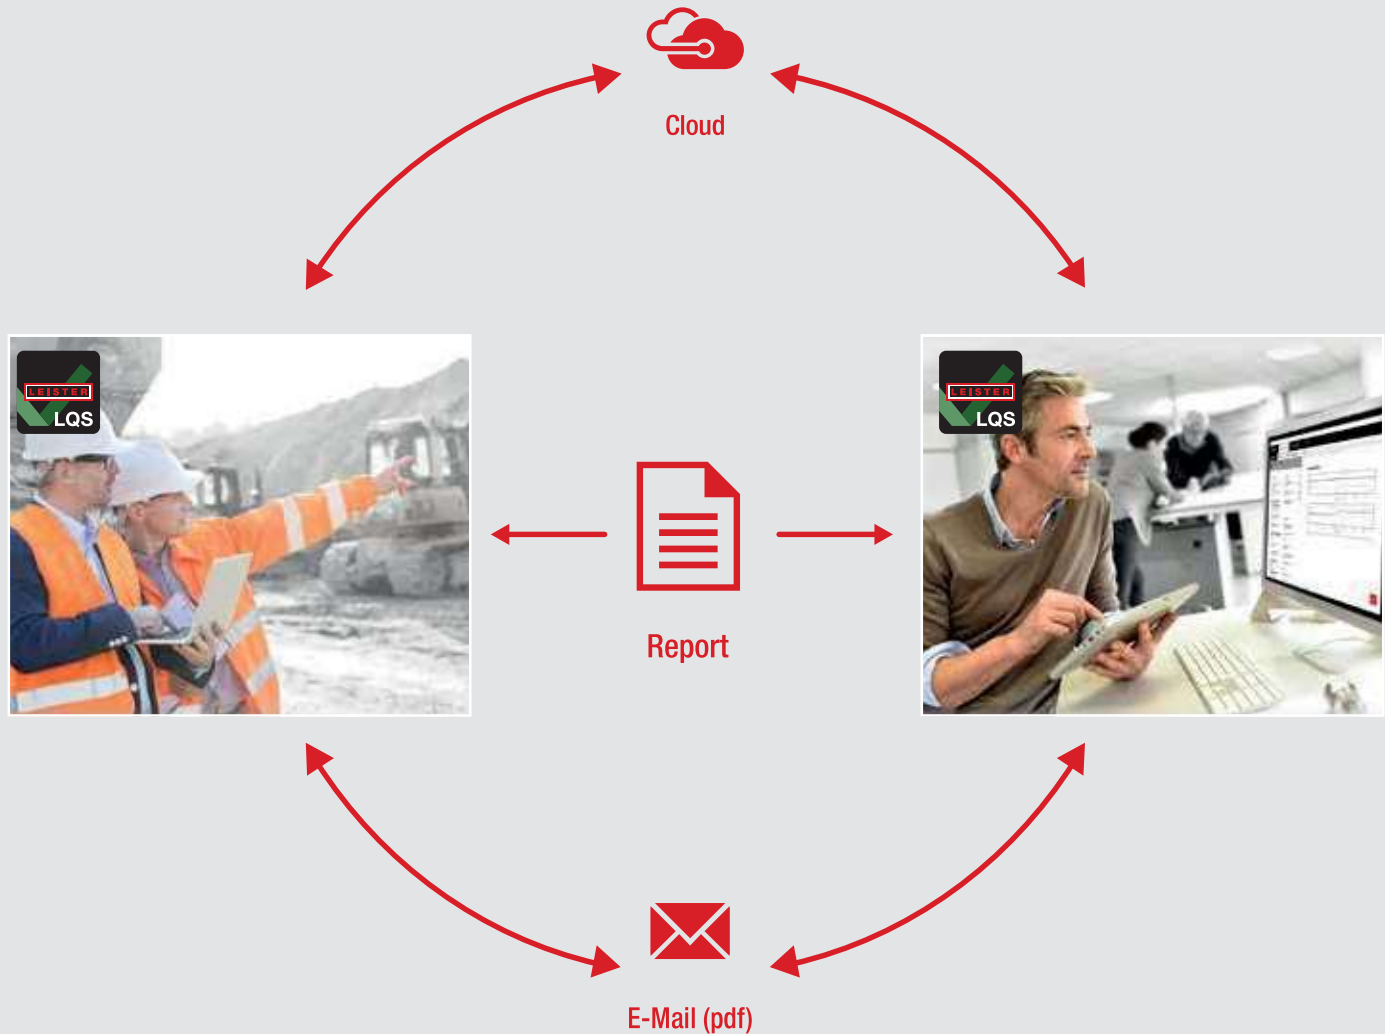 Cloud
LEISTER
LQS
LEISTER
LQS
Report
E-Mail (pdf)